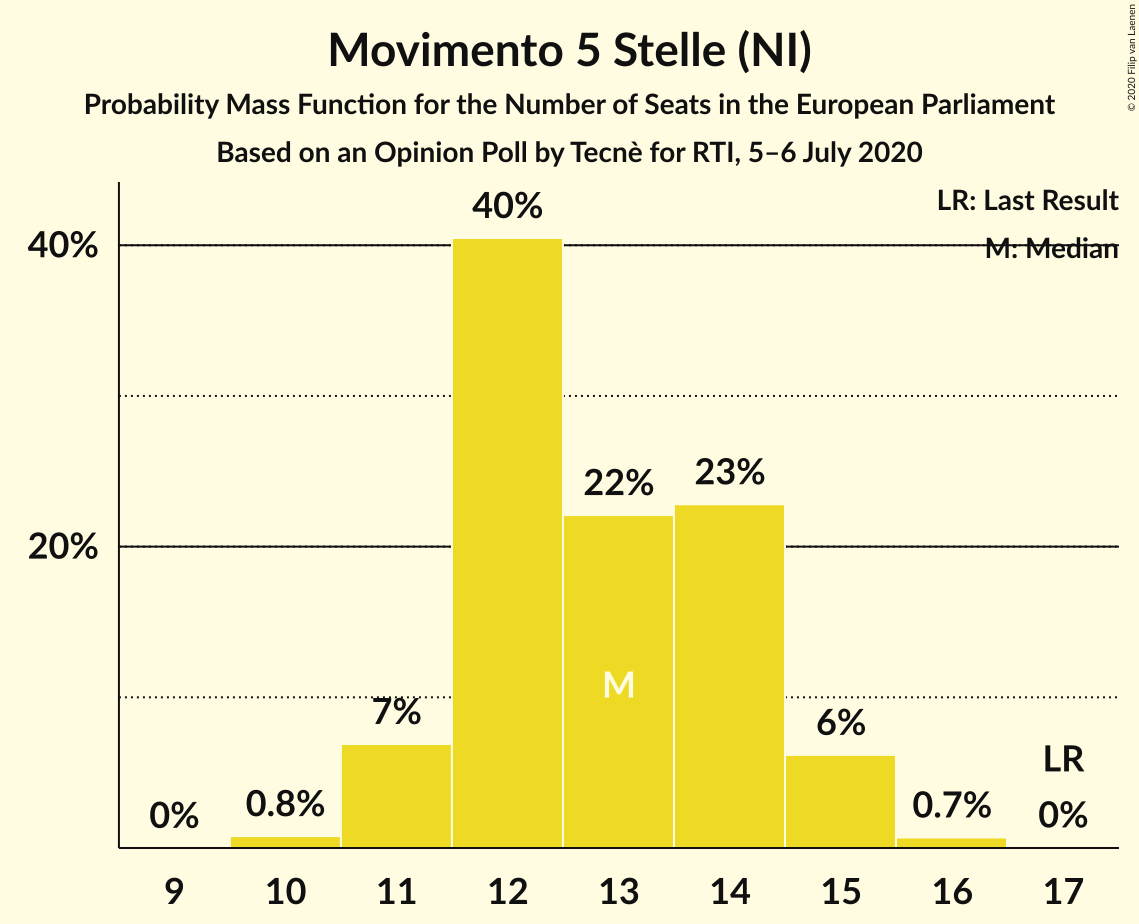 Movimento 5 Stelle (NI)
Probability Mass Function for the Number of Seats in the European Parliament
Based on an Opinion Poll by Tecnè for RTI, 5–6 July 2020
© 2020 Filip van Laenen
LR: Last Result
M: Median
40%
20%
0%
0.8%
7%
40%
22%
M
23%
6%
0.7%
LR
0%
9 10 11 12 13 14 15 16 17